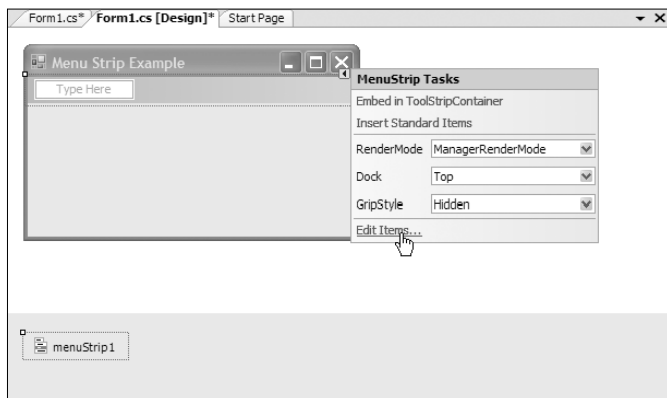 Form1.cs* Form1.cs [Design]* Start Page
Menu Strip Example
Type Here
MenuStrip Tasks
Embed in ToolStripContainer
Insert Standard Items
RenderMode ManagerRenderMode
Dock Top
GripStyle Hidden
Edit Items...
menuStrip1